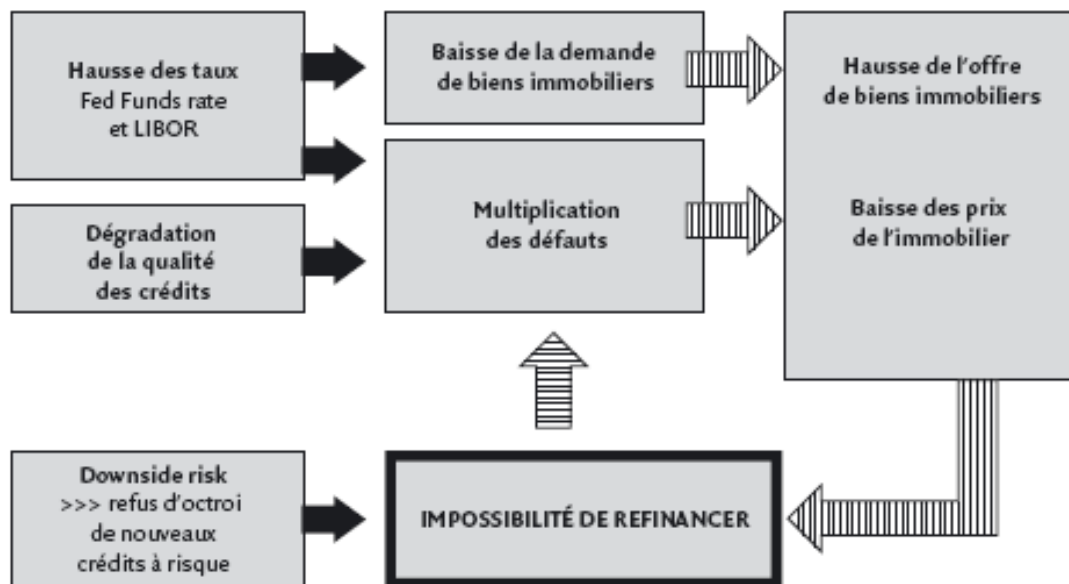 Hausse des taux
Fed Funds rate
et LIBOR
Baisse de la demande
de biens immobiliers
Hausse de l'offre
de biens immobiliers
Baisse des prix
de l'immobilier
Multiplication
des défauts
Dégradation
de la qualité
des crédits
Downside risk
>>> refus d'octroi
de nouveaux
crédits à risque
IMPOSSIBILITÉ DE REFINANCER